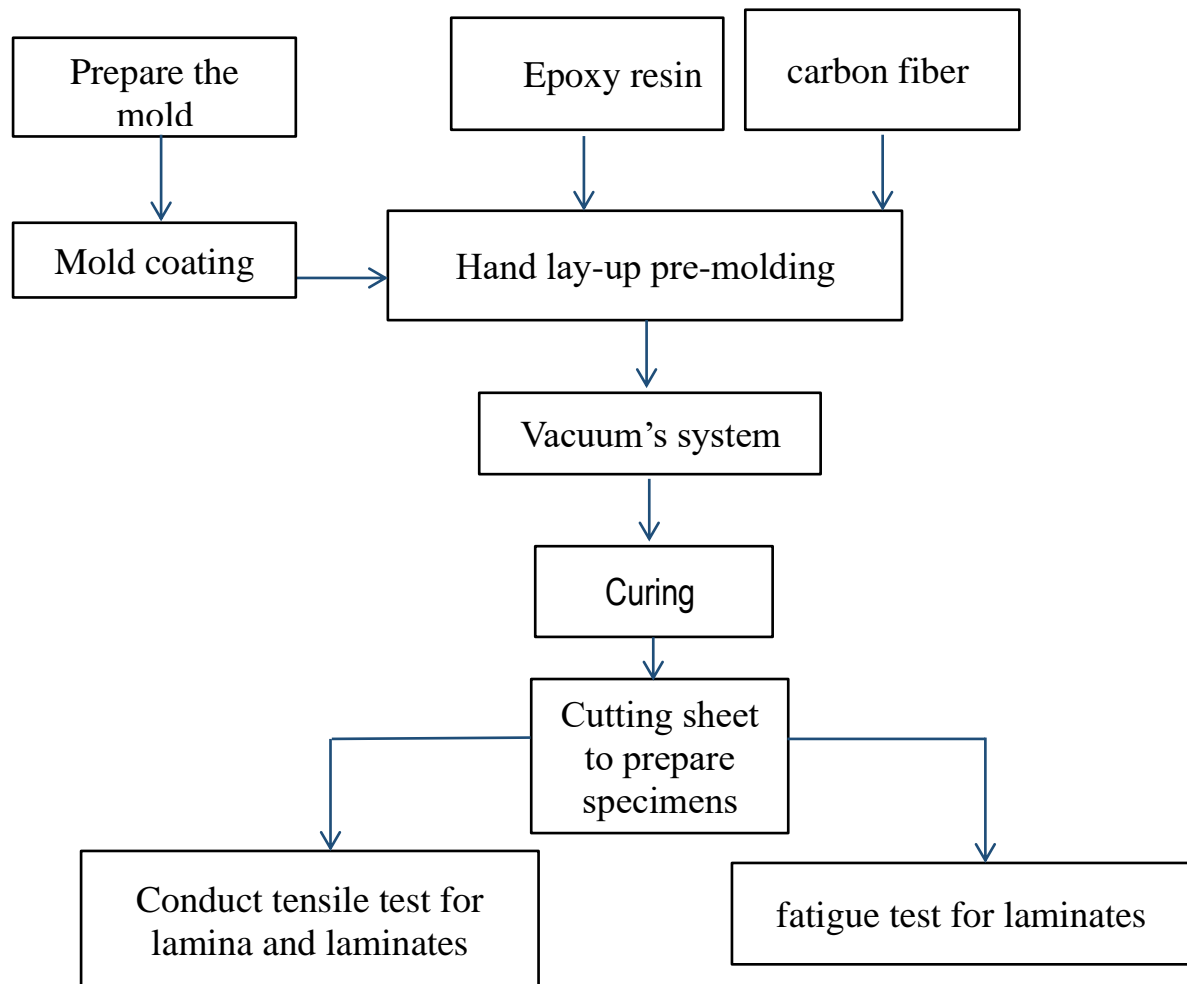 Prepare the
mold
Epoxy resin
carbon fiber
Mold coating
Hand lay-up pre-molding
Vacuum’s system
Curing
Cutting sheet
to prepare
specimens
Conduct tensile test for
lamina and laminates
fatigue test for laminates